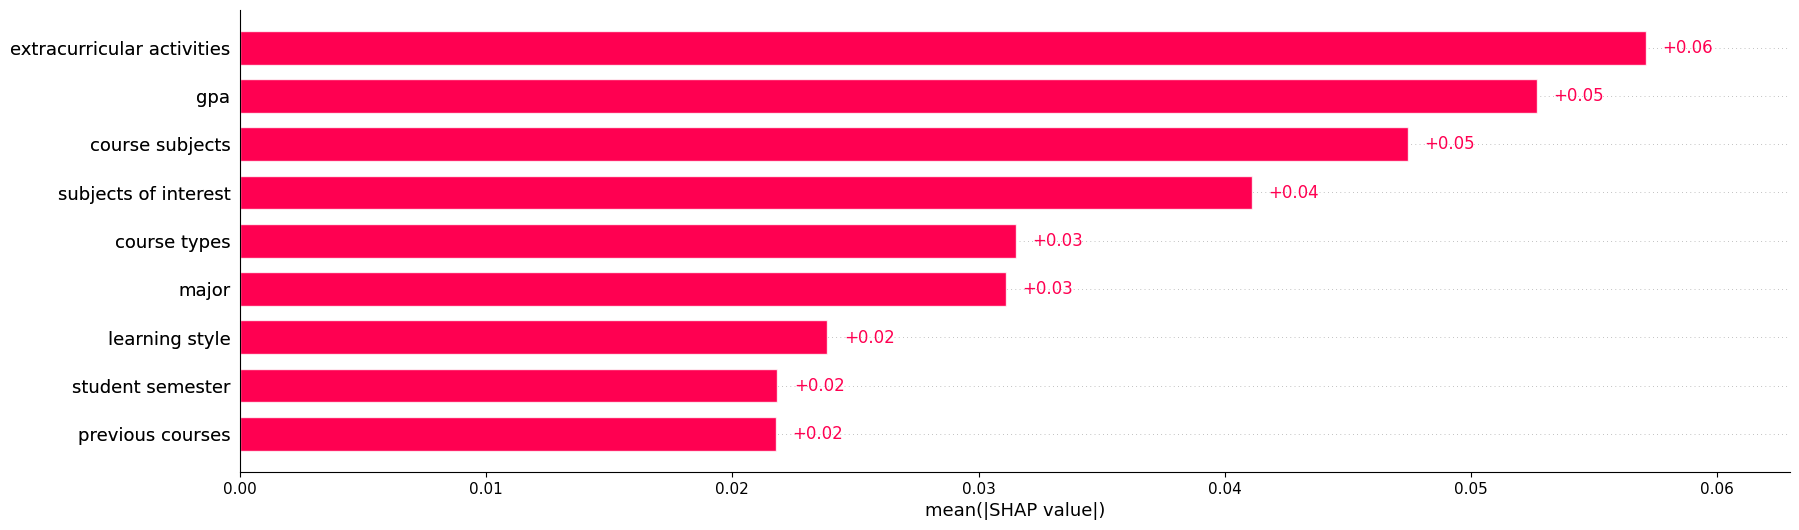 extracurricular activities +0.06
gpa +0.05
course subjects +0.05
subjects of interest +0.04
course types +0.03
major +0.03
learning style +0.02
student semester +0.02
previous courses +0.02
0.00 0.01 0.02 0.03 0.04 0.05 0.06
mean(|SHAP value|)